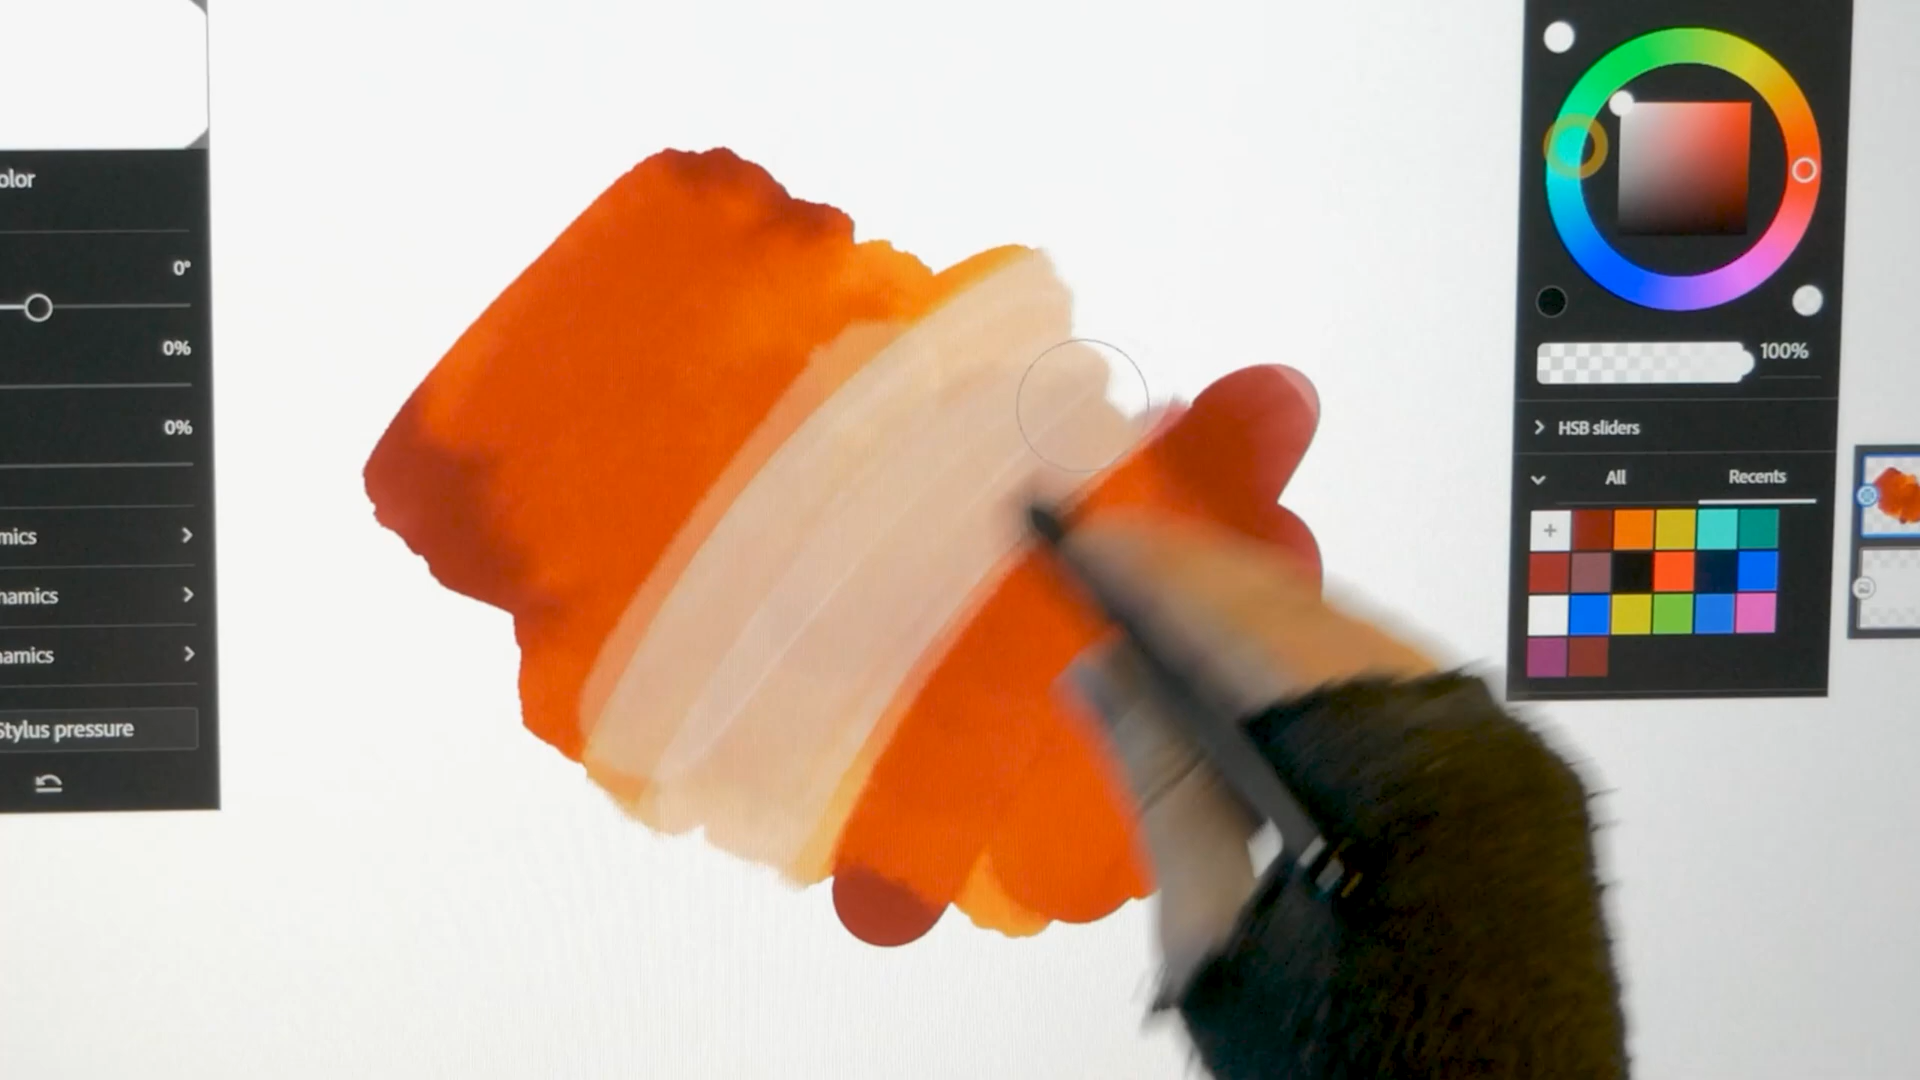 olor
0°
0%
0%
mics
namics
namics
Stylus pressure
100%
HSB sliders
All
Recents